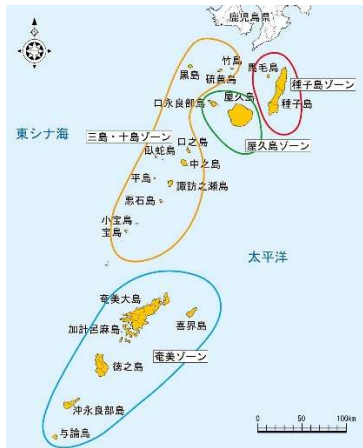 鹿児島県
竹島
黒島
硫黄島
馬毛島
種子島ゾーン
口永良部島
屋久島
種子島
東シナ海
三島・十島ゾーン
口之島
臥蛇島
中之島
屋久島ゾーン
平島
諏訪之瀬島
悪石島
小宝島
宝島
太平洋
奄美大島
加計呂麻島
喜界島
奄美ゾーン
徳之島
沖永良部島
与論島
0 50 100km